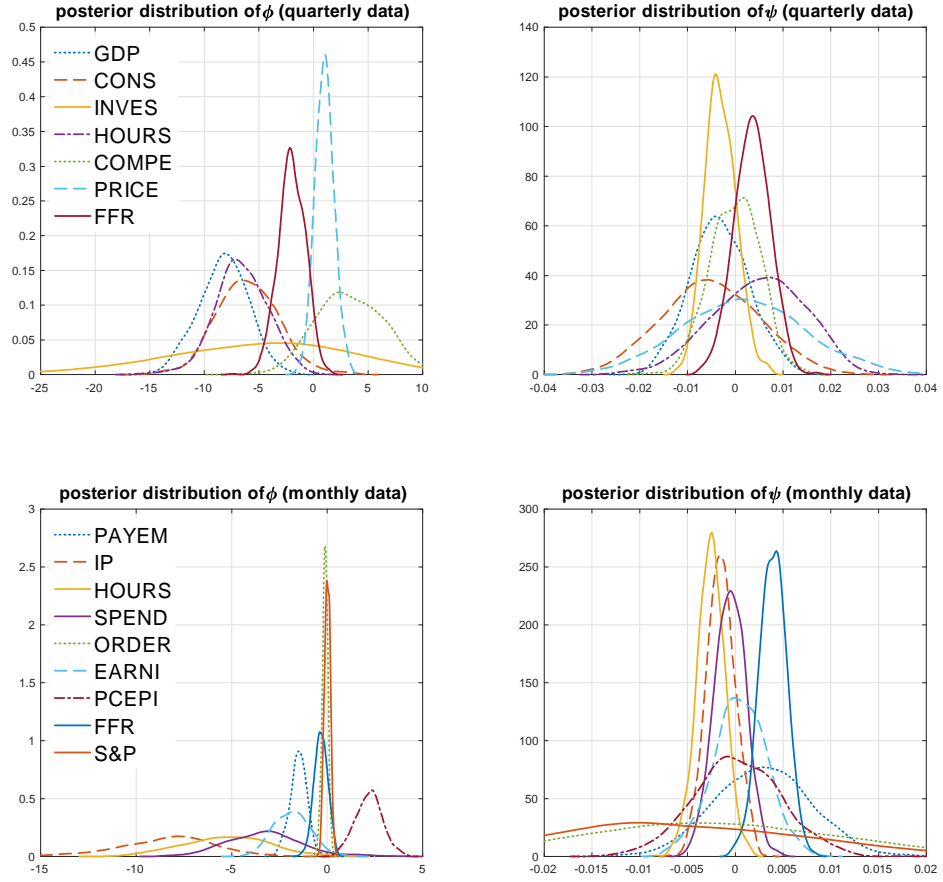 posterior distribution of ϕ (quarterly data)
0.5
0.45
0.4
0.35
0.3
0.25
0.2
0.15
0.1
0.05
0
-25 -20 -15 -10 -5 0 5 10
GDP
CONS
INVES
HOURS
COMPE
PRICE
FFR
posterior distribution of ψ (quarterly data)
140
120
100
80
60
40
20
0
-0.04 -0.03 -0.02 -0.01 0 0.01 0.02 0.03 0.04
posterior distribution of ϕ (monthly data)
3
2.5
2
1.5
1
0.5
0
-15 -10 -5 0 5
PAYEM
IP
HOURS
SPEND
ORDER
EARNI
PCEPI
FFR
S&P
posterior distribution of ψ (monthly data)
300
250
200
150
100
50
0
-0.02 -0.015 -0.01 -0.005 0 0.005 0.01 0.015 0.02